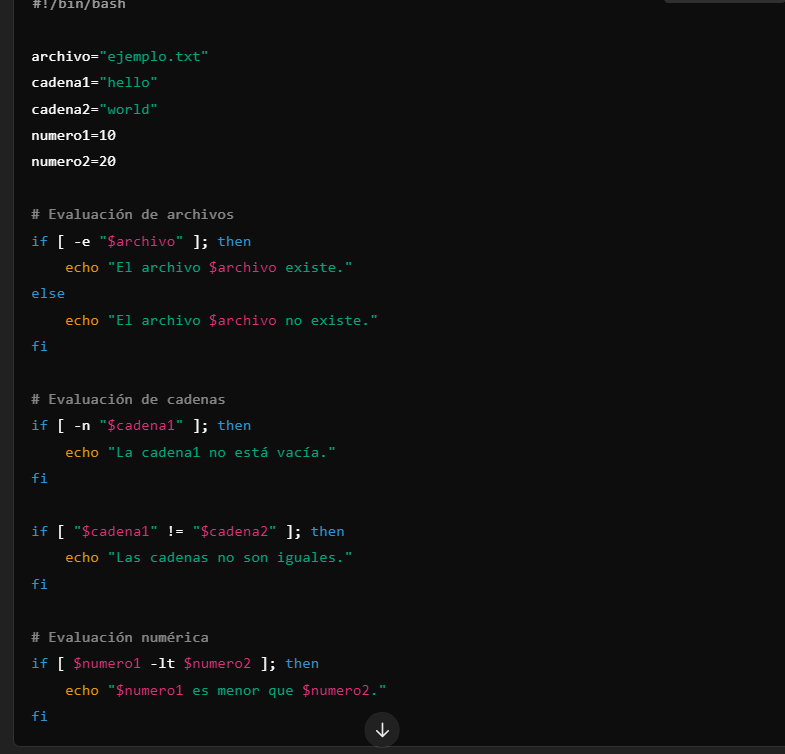 #!/bin/bash

archivo="ejemplo.txt"
cadena1="hello"
cadena2="world"
numero1=10
numero2=20

# Evaluación de archivos
if [ -e "$archivo" ]; then
    echo "El archivo $archivo existe."
else
    echo "El archivo $archivo no existe."
fi

# Evaluación de cadenas
if [ -n "$cadena1" ]; then
    echo "La cadena1 no está vacía."
fi

if [ "$cadena1" != "$cadena2" ]; then
    echo "Las cadenas no son iguales."
fi

# Evaluación numérica
if [ $numero1 -lt $numero2 ]; then
    echo "$numero1 es menor que $numero2."
fi